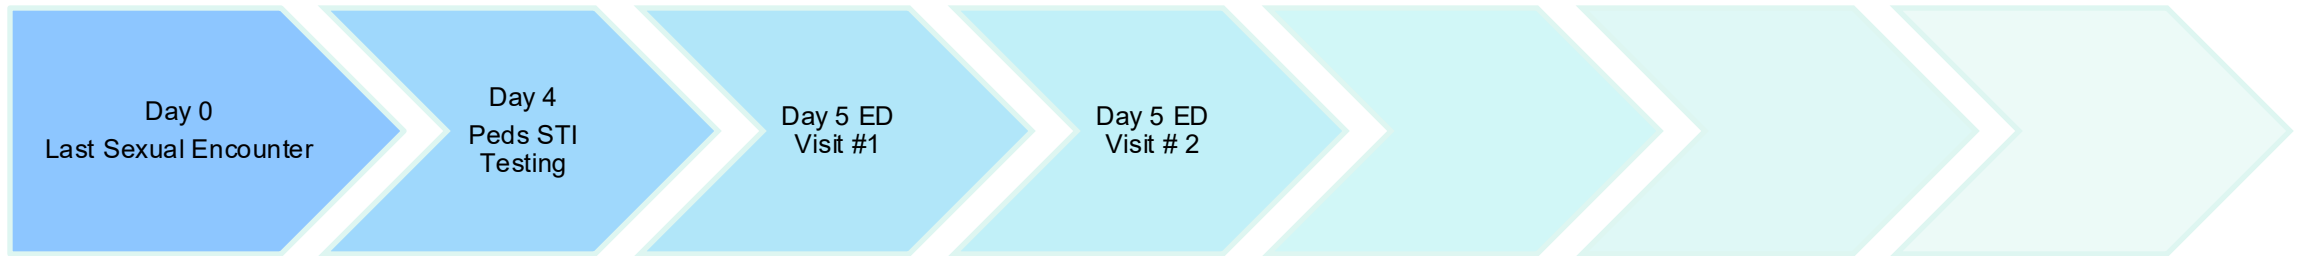 Day 0
Last Sexual Encounter
Day 4
Peds STI
Testing
Day 5 ED
Visit #1
Day 5 ED
Visit # 2